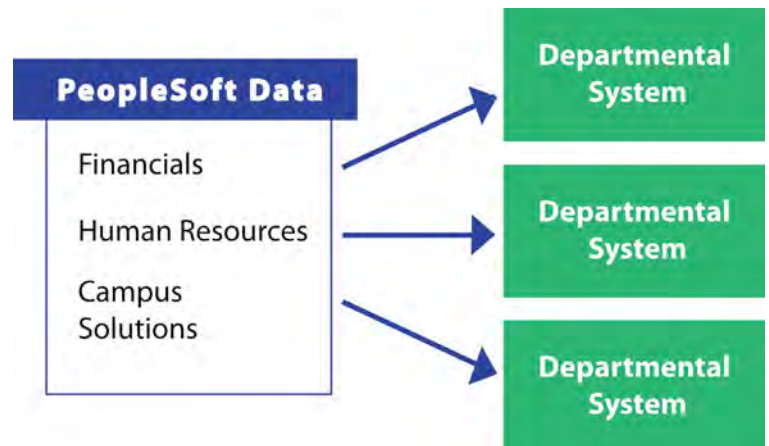 PeopleSoft Data
Financials
Human Resources
Campus
Solutions
Departmental
System
Departmental
System
Departmental
System